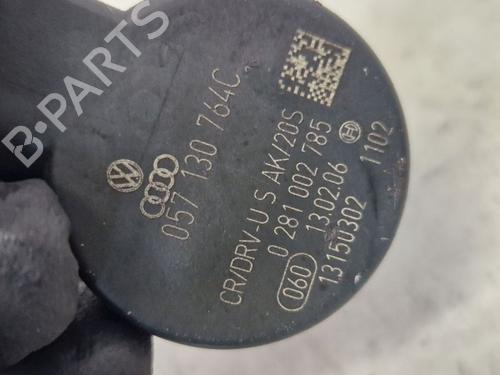 057 130 764C
CR/DRV-U S AK/20S
0 281 002 785
13.02.06 1102
060 13150302
B-PARTS